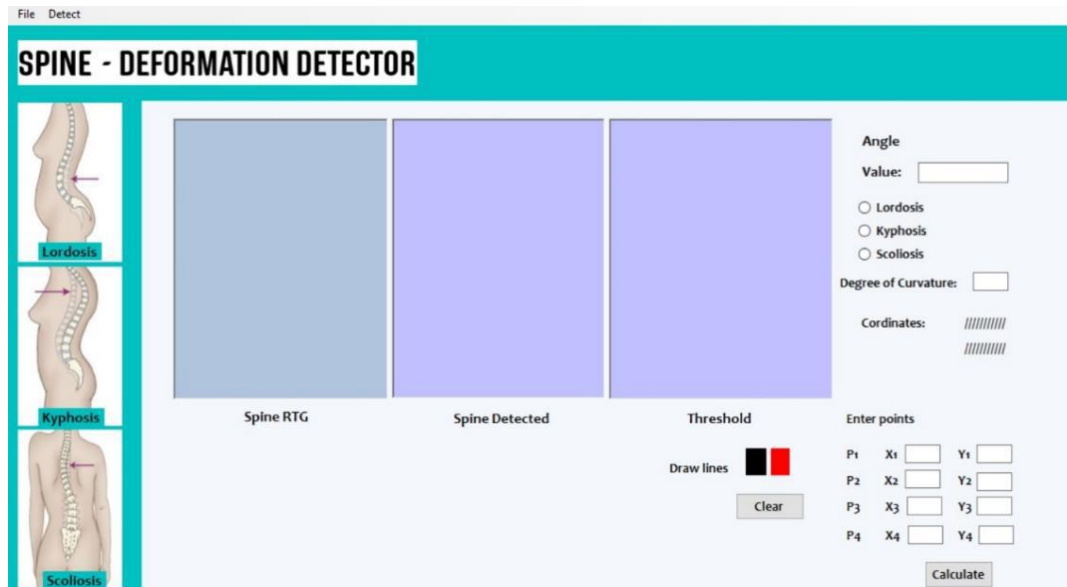 File Detect
SPINE - DEFORMATION DETECTOR
Lordosis
Kyphosis
Scoliosis
Spine RTG
Spine Detected
Threshold
Draw lines
Clear
Angle
Value:
Lordosis
Kyphosis
Scoliosis
Degree of Curvature:
Cordinates: ///////////
///////////
Enter points
P1 X1 Y1
P2 X2 Y2
P3 X3 Y3
P4 X4 Y4
Calculate